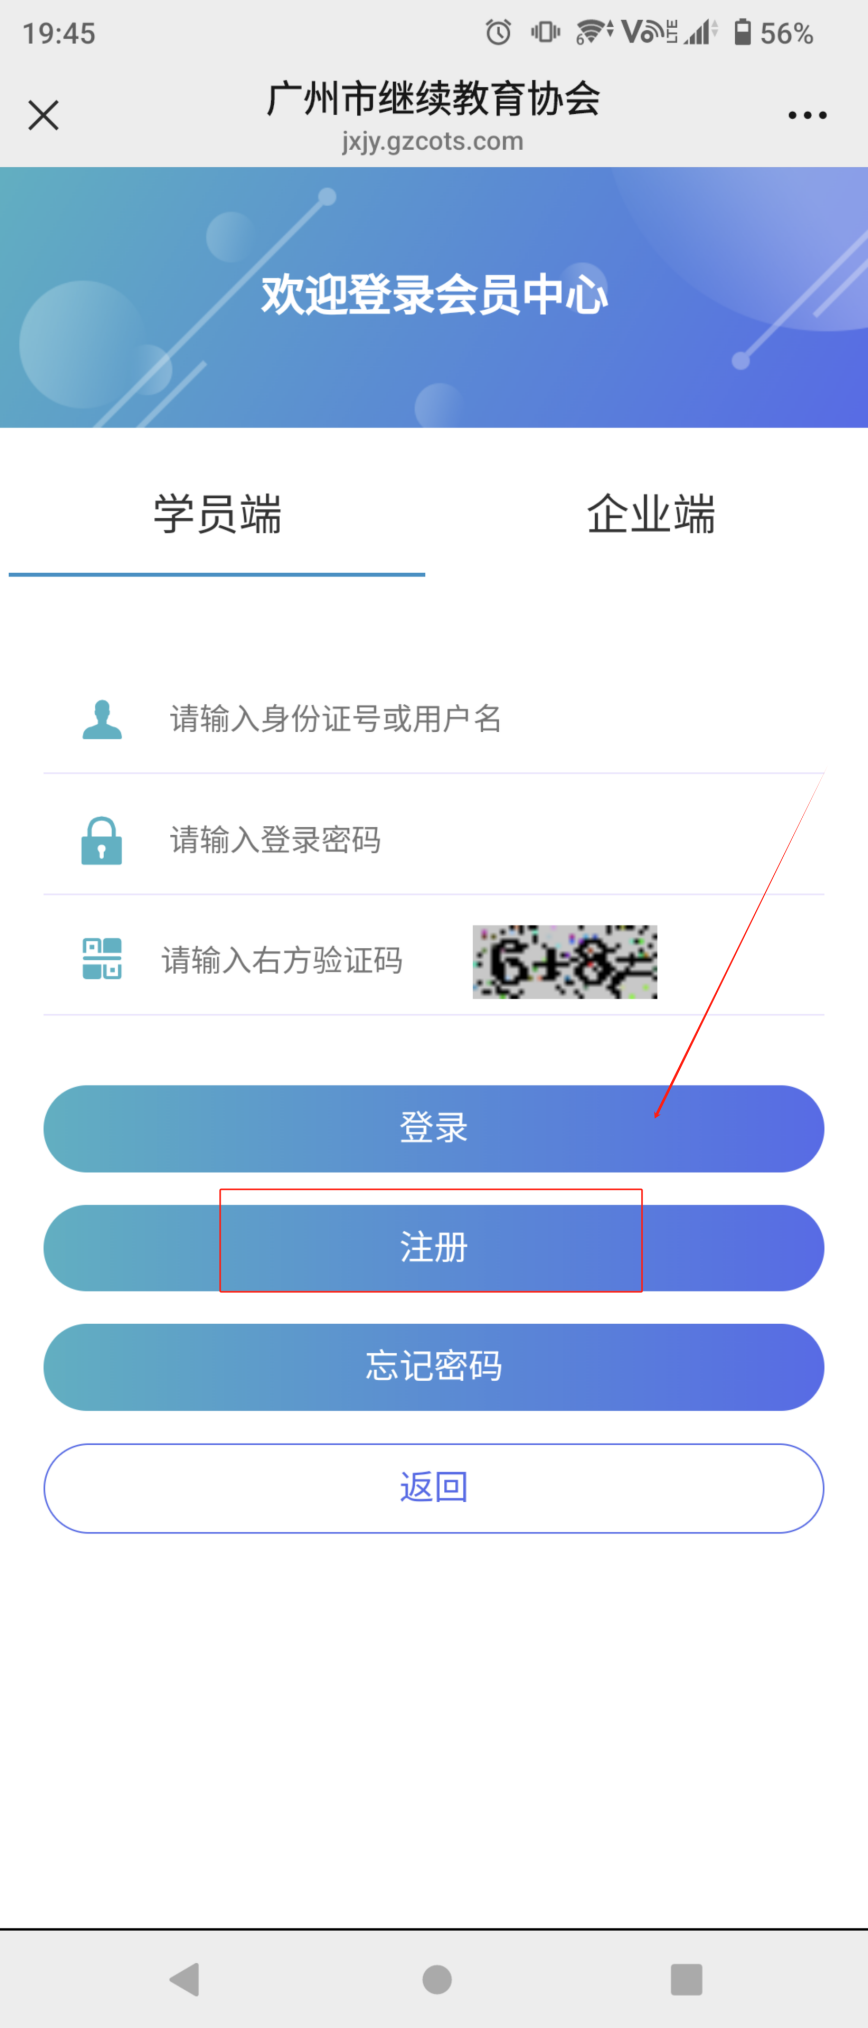 19:45
6 Vo LTE 56%
广州市继续教育协会
jxjy.gzcots.com
欢迎登录会员中心
学员端 企业端
请输入身份证号或用户名
请输入登录密码
请输入右方验证码 6+8=
登录
注册
忘记密码
返回